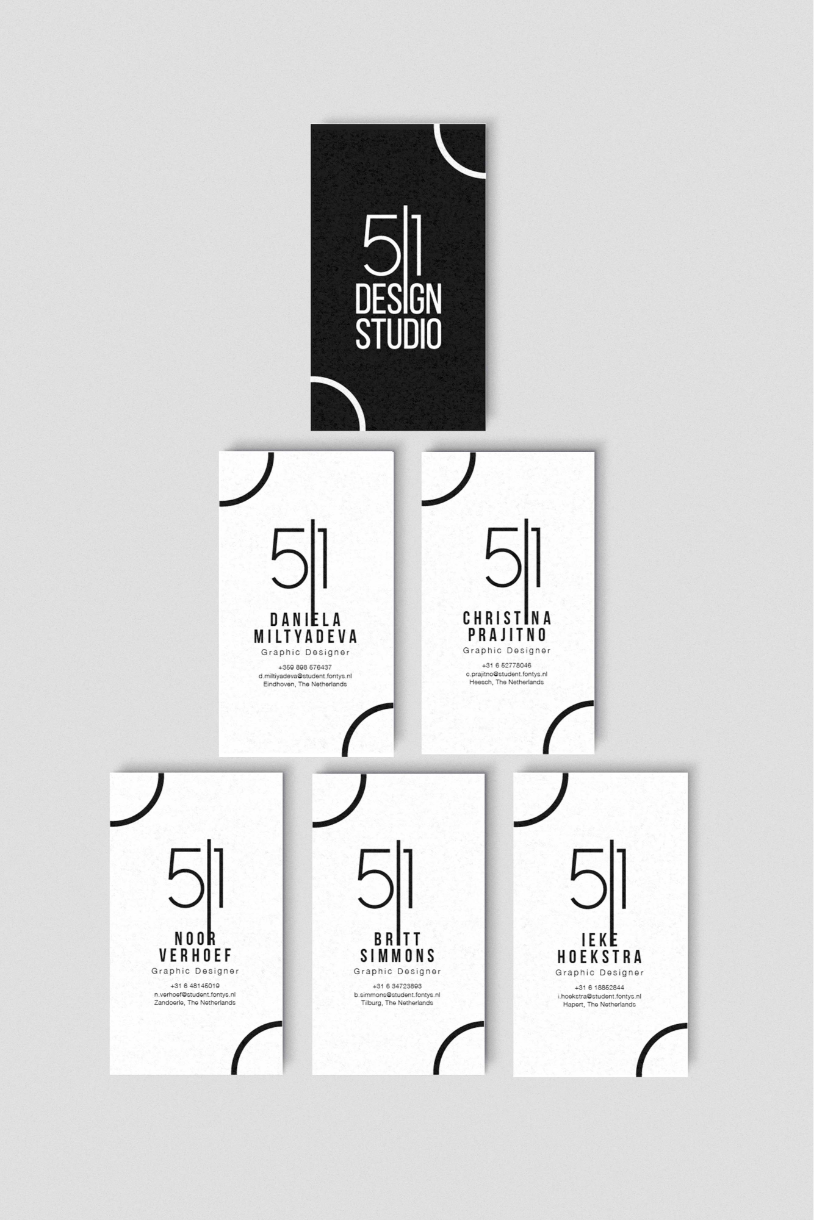 5|1
DESIGN
STUDIO
5|1
DANIELA
MILTYADEVA
Graphic Designer
+359 898 576437
d.miltiyadeva@student.fontys.nl
Eindhoven, The Netherlands
5|1
CHRISTINA
PRAJITNO
Graphic Designer
+31 6 52778046
c.prajitno@student.fontys.nl
Heesch, The Netherlands
5|1
NOOR
VERHOEF
Graphic Designer
+31 6 48145019
n.verhoef@student.fontys.nl
Zandoerle, The Netherlands
5|1
BRITT
SIMMONS
Graphic Designer
+31 6 34723893
b.simmons@student.fontys.nl
Tilburg, The Netherlands
5|1
IEKE
HOEKSTRA
Graphic Designer
+31 6 18852844
i.hoekstra@student.fontys.nl
Hapert, The Netherlands